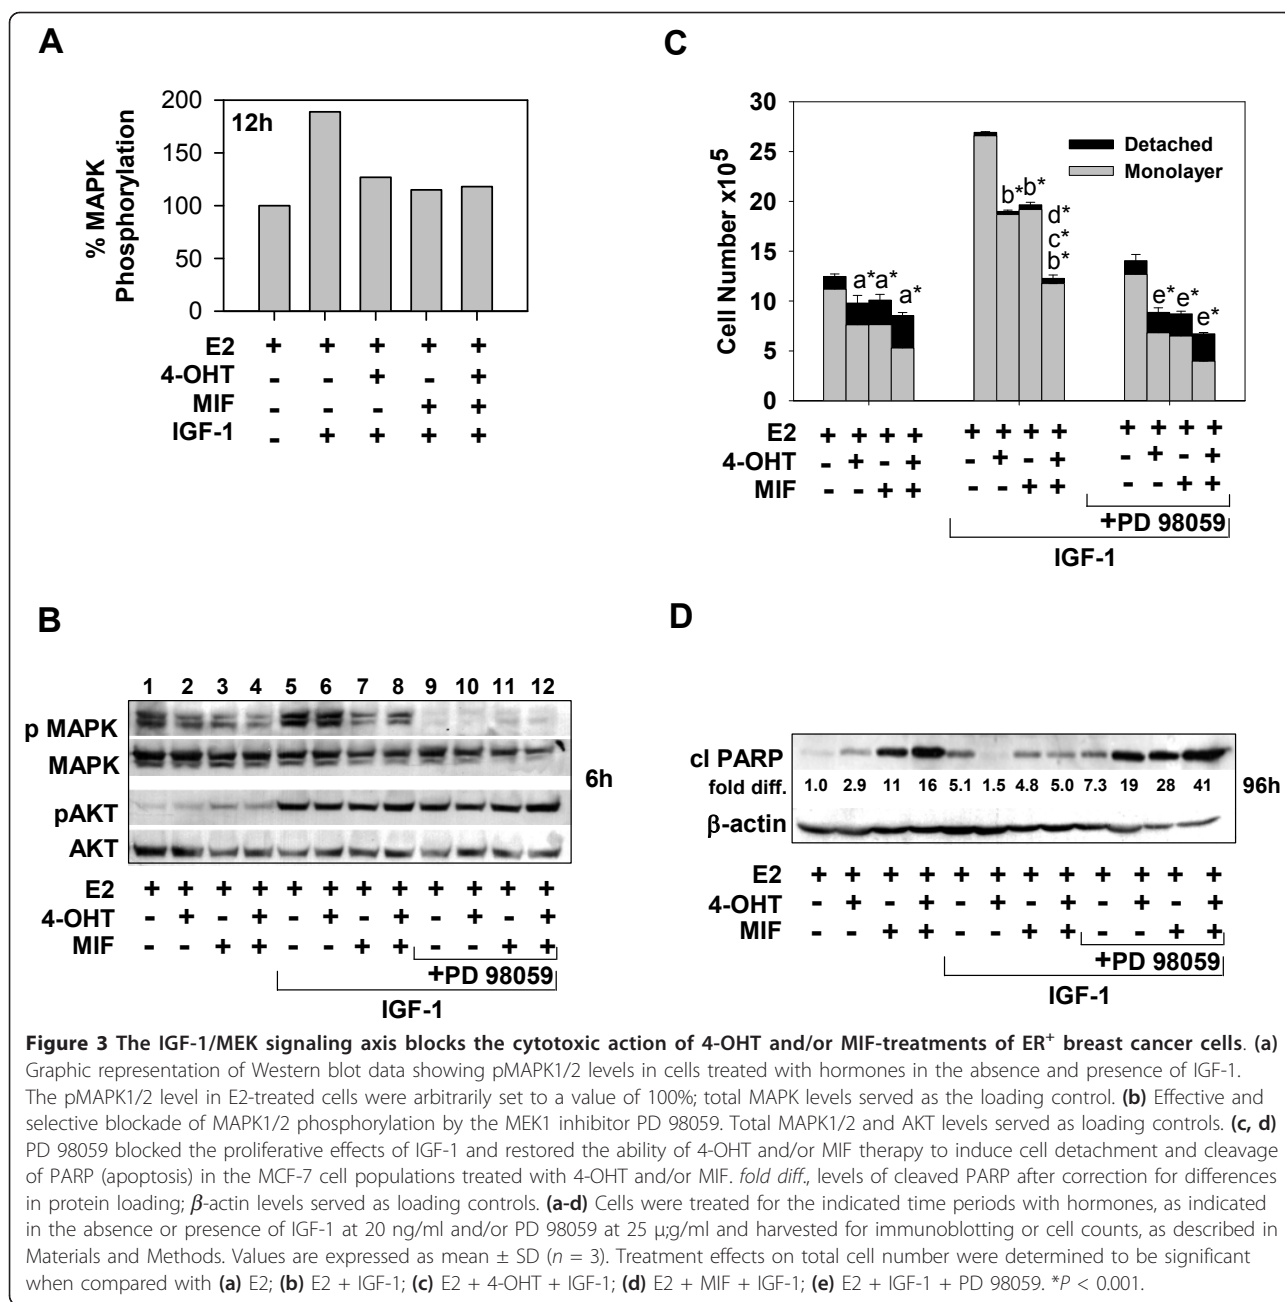 A
200
150
100
50
0
% MAPK
Phosphorylation
12h
E2 + + + + +
4-OHT - - + - +
MIF - - - + +
IGF-1 - + + + +
C
30
25
20
15
10
5
0
Cell Number x10⁵
Detached
Monolayer
a* a* a*
b* b* d*
c*
b*
e* e* e*
E2 + + + + + + + + + + + +
4-OHT - + - + - + - + - + - +
MIF - - + + - - + + - - + +
+PD 98059
IGF-1
B
1 2 3 4 5 6 7 8 9 10 11 12
p MAPK
MAPK
pAKT
AKT
6h
E2 + + + + + + + + + + + +
4-OHT - + - + - + - + - + - +
MIF - - + + - - + + - - + +
+PD 98059
IGF-1
D
cl PARP
fold diff. 1.0 2.9 11 16 5.1 1.5 4.8 5.0 7.3 19 28 41
β-actin
96h
E2 + + + + + + + + + + + +
4-OHT - + - + - + - + - + - +
MIF - - + + - - + + - - + +
+PD 98059
IGF-1
Figure 3 The IGF-1/MEK signaling axis blocks the cytotoxic action of 4-OHT and/or MIF-treatments of ER⁺ breast cancer cells. (a)
Graphic representation of Western blot data showing pMAPK1/2 levels in cells treated with hormones in the absence and presence of IGF-1.
The pMAPK1/2 level in E2-treated cells were arbitrarily set to a value of 100%; total MAPK levels served as the loading control. (b) Effective and
selective blockade of MAPK1/2 phosphorylation by the MEK1 inhibitor PD 98059. Total MAPK1/2 and AKT levels served as loading controls. (c, d)
PD 98059 blocked the proliferative effects of IGF-1 and restored the ability of 4-OHT and/or MIF therapy to induce cell detachment and cleavage
of PARP (apoptosis) in the MCF-7 cell populations treated with 4-OHT and/or MIF. fold diff., levels of cleaved PARP after correction for differences
in protein loading; β-actin levels served as loading controls. (a-d) Cells were treated for the indicated time periods with hormones, as indicated
in the absence or presence of IGF-1 at 20 ng/ml and/or PD 98059 at 25 μ;g/ml and harvested for immunoblotting or cell counts, as described in
Materials and Methods. Values are expressed as mean ± SD (n = 3). Treatment effects on total cell number were determined to be significant
when compared with (a) E2; (b) E2 + IGF-1; (c) E2 + 4-OHT + IGF-1; (d) E2 + MIF + IGF-1; (e) E2 + IGF-1 + PD 98059. *P < 0.001.